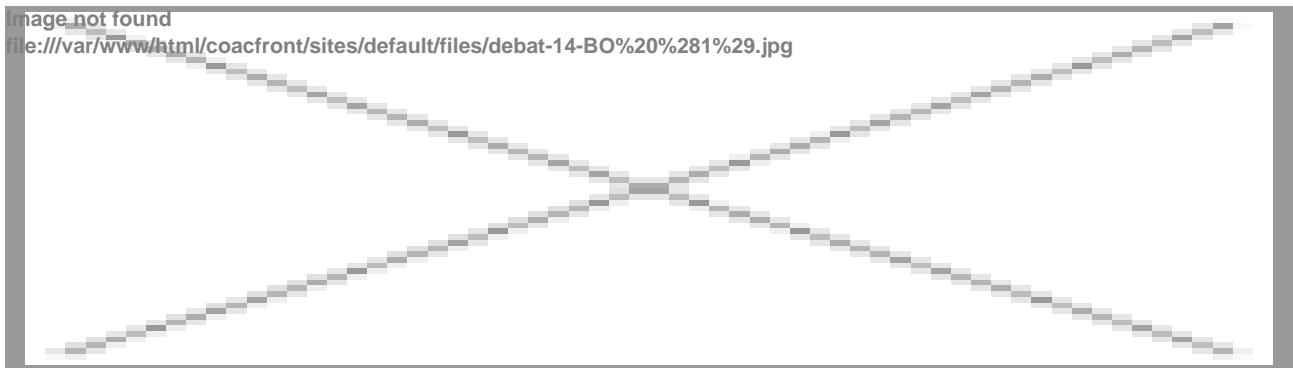 Image not found
file:///var/www/html/coacfront/sites/default/files/debat-14-BO%20%281%29.jpg